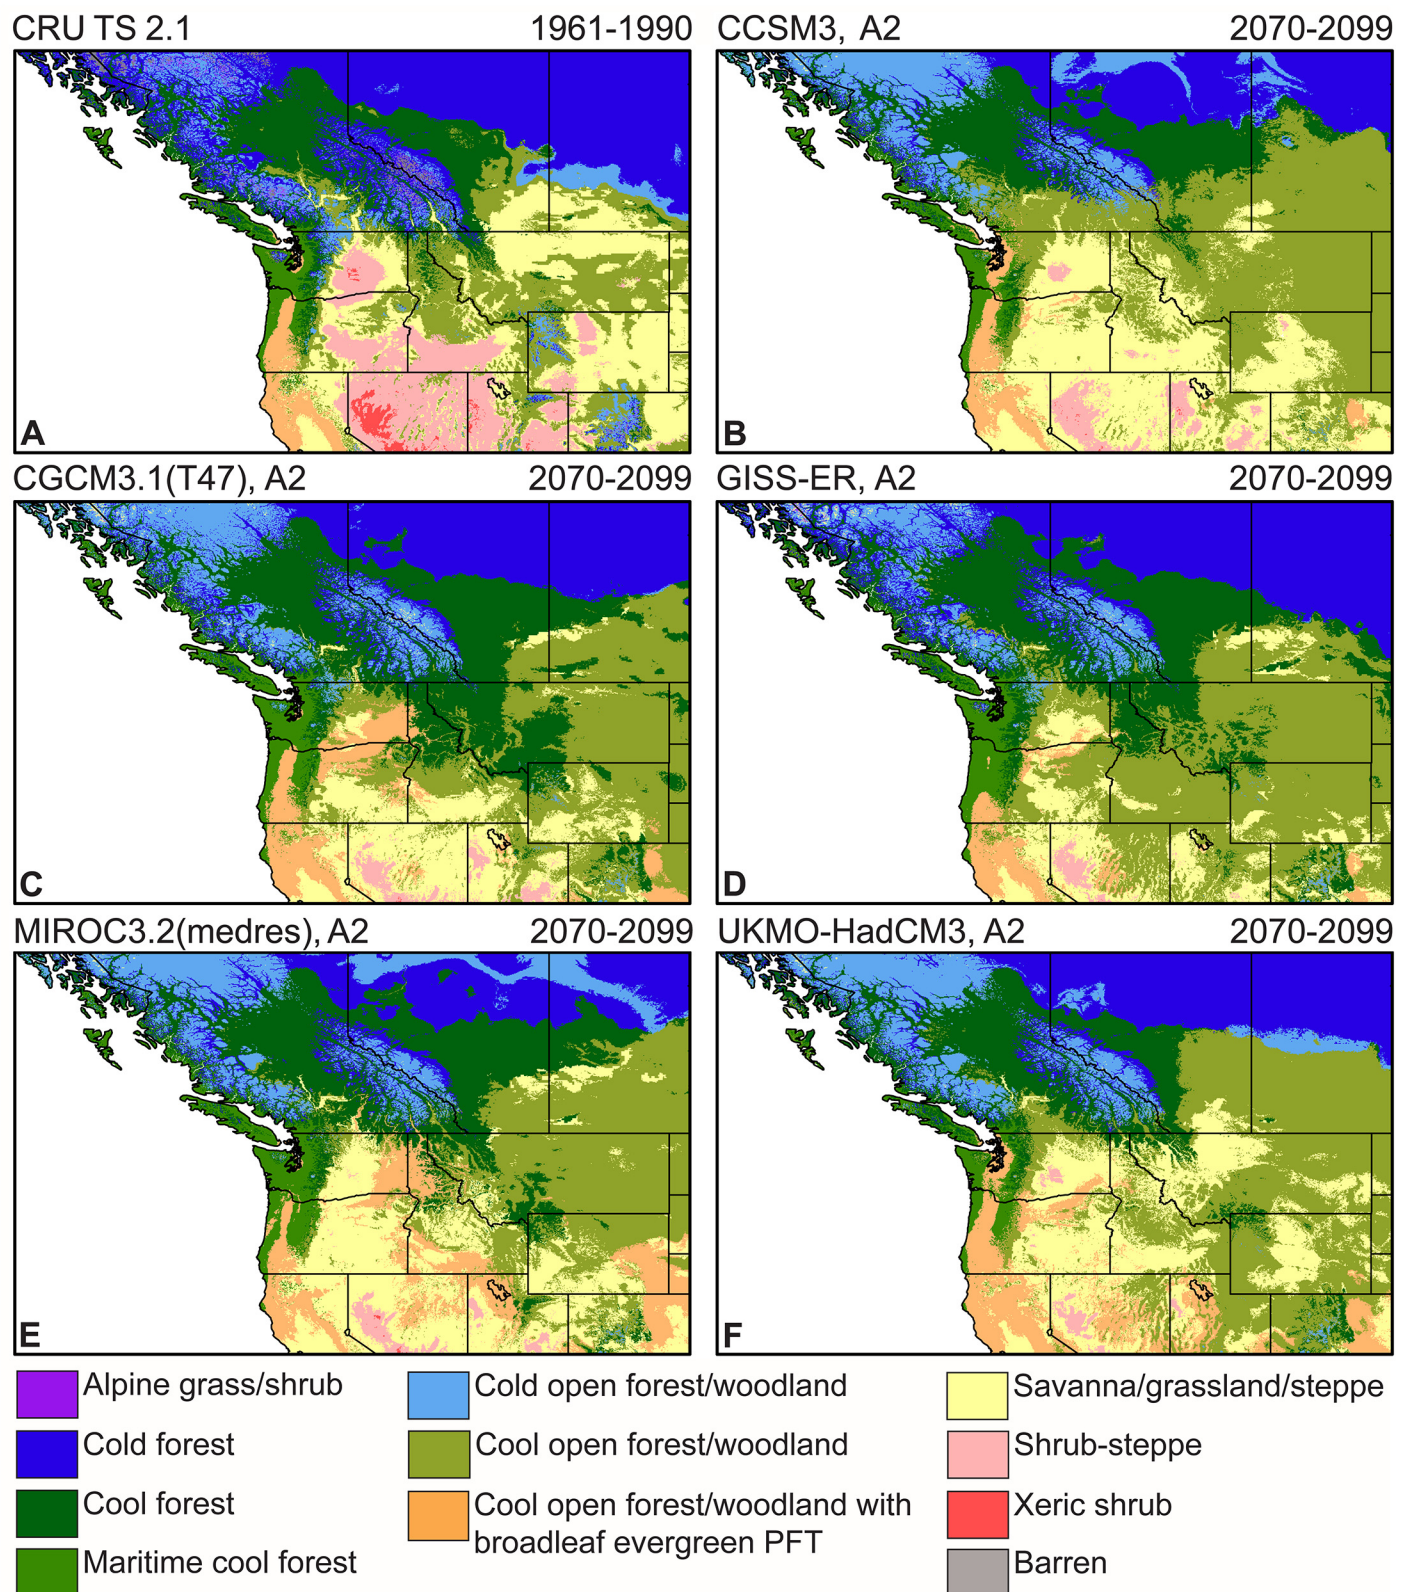 CRU TS 2.1 1961-1990
CCSM3, A2 2070-2099
A
B
CGCM3.1(T47), A2 2070-2099
GISS-ER, A2 2070-2099
C
D
MIROC3.2(medres), A2 2070-2099
UKMO-HadCM3, A2 2070-2099
E
F
Alpine grass/shrub
Cold forest
Cool forest
Maritime cool forest
Cold open forest/woodland
Cool open forest/woodland
Cool open forest/woodland with
broadleaf evergreen PFT
Savanna/grassland/steppe
Shrub-steppe
Xeric shrub
Barren